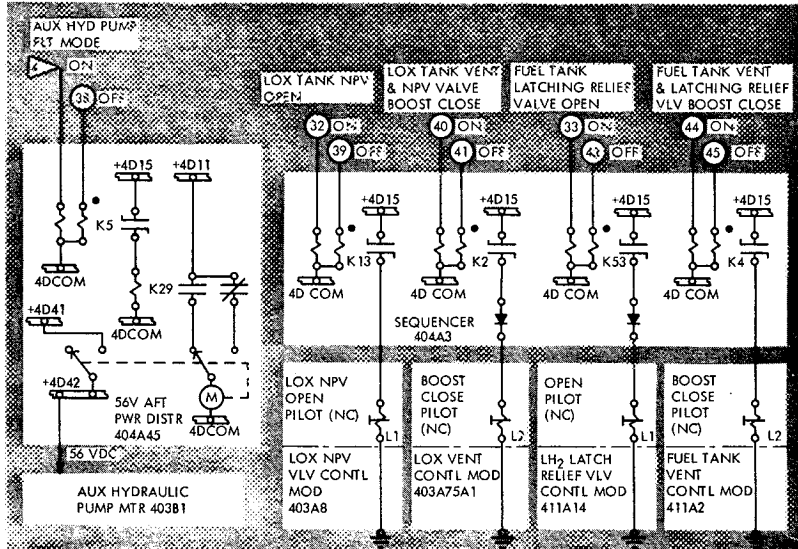 AUX HYD PUMP
FLT MODE
4
ON
38
OFF
LOX TANK NPV
OPEN
LOX TANK VENT
& NPV VALVE
BOOST CLOSE
FUEL TANK
LATCHING RELIEF
VALVE OPEN
FUEL TANK VENT
& LATCHING RELIEF
VLV BOOST CLOSE
32 ON
39 OFF
40 ON
41 OFF
33 ON
43 OFF
44 ON
45 OFF
+4D15
+4D11
K5
4DCOM
4DCOM
K29
+4D41
+4D42
56V AFT
PWR DISTR
404A45
M
4DCOM
56 VDC
AUX HYDRAULIC
PUMP MTR 403B1
+4D15
K13
4D COM
+4D15
K2
4D COM
+4D15
K53
4D COM
+4D15
K4
4D COM
SEQUENCER
404A3
LOX NPV
OPEN
PILOT (NC)
L1
LOX NPV
VLV CONTL
MOD
403A8
BOOST
CLOSE
PILOT
(NC)
L2
LOX VENT
CONTL MOD
403A75A1
OPEN
PILOT
(NC)
L1
LH2 LATCH
RELIEF VLV
CONTL MOD
411A14
BOOST
CLOSE
PILOT
(NC)
L2
FUEL TANK
VENT
CONTL MOD
411A2